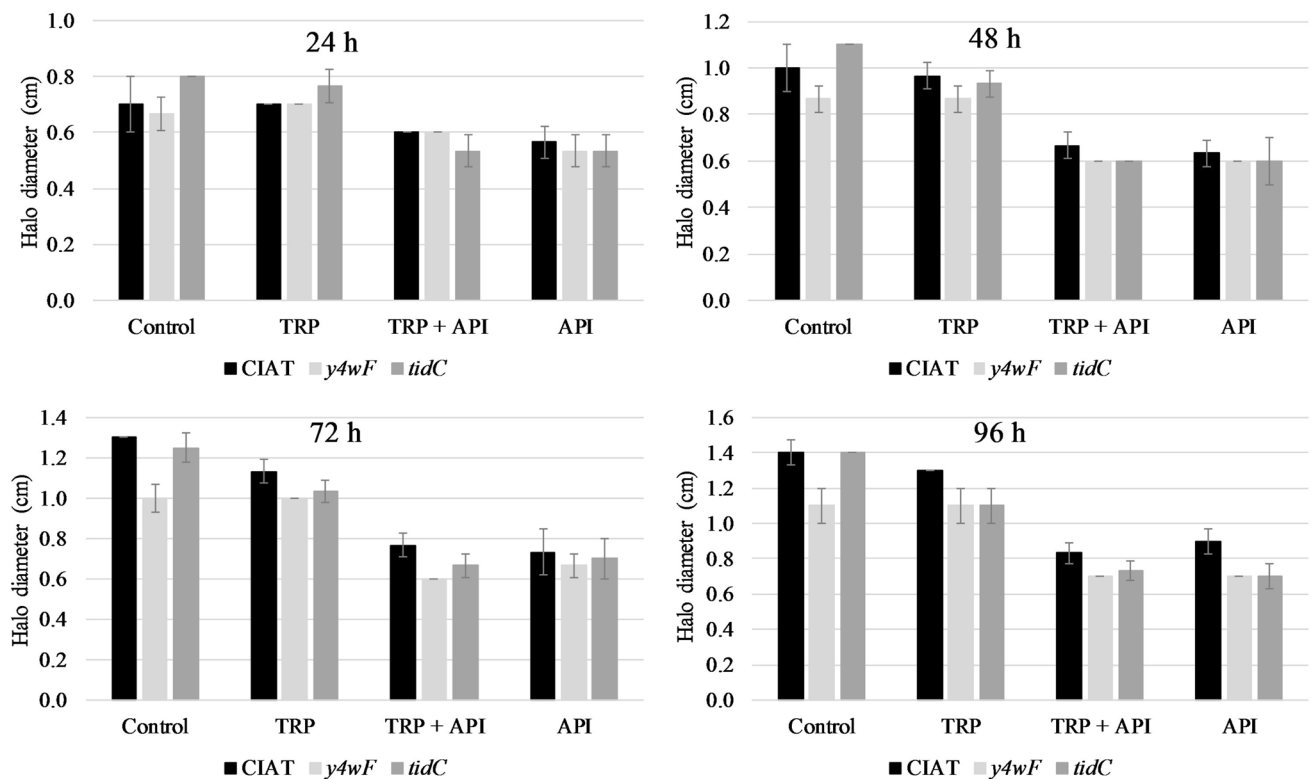 24 h
Halo diameter (cm)
1.0
0.8
0.6
0.4
0.2
0.0
Control TRP TRP + API API
CIAT y4wF tidC
48 h
Halo diameter (cm)
1.2
1.0
0.8
0.6
0.4
0.2
0.0
Control TRP TRP + API API
CIAT y4wF tidC
72 h
Halo diameter (cm)
1.4
1.2
1.0
0.8
0.6
0.4
0.2
0.0
Control TRP TRP + API API
CIAT y4wF tidC
96 h
Halo diameter (cm)
1.6
1.4
1.2
1.0
0.8
0.6
0.4
0.2
0.0
Control TRP TRP + API API
CIAT y4wF tidC